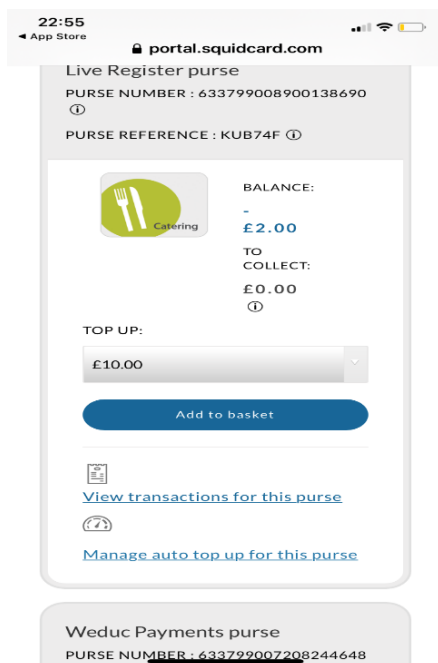 22:55
◀ App Store
portal.squidcard.com
Live Register purse
PURSE NUMBER : 633799008900138690
PURSE REFERENCE : KUB74F
Catering
BALANCE:
-
£2.00
TO
COLLECT:
£0.00
TOP UP:
£10.00
Add to basket
View transactions for this purse
Manage auto top up for this purse
Weduc Payments purse
PURSE NUMBER : 633799007208244648